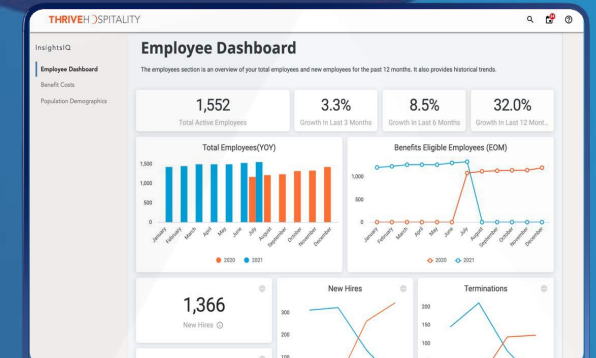 THRIVEHOSPITALITY
InsightsIQ
Employee Dashboard
Benefit Costs
Population Demographics
Employee Dashboard
The employees section is an overview of your total employees and new employees for the past 12 months. It also provides historical trends.
1,552
Total Active Employees
3.3%
Growth In Last 3 Months
8.5%
Growth In Last 6 Months
32.0%
Growth In Last 12 Mont...
Total Employees(YOY)
1,500
1,000
500
0
January February March April May June July August September October November December
2020 2021
Benefits Eligible Employees (EOM)
1,000
500
0
January February March April May June July August September October November December
2020 2021
1,366
New Hires
New Hires
300
200
100
Terminations
200
150
100